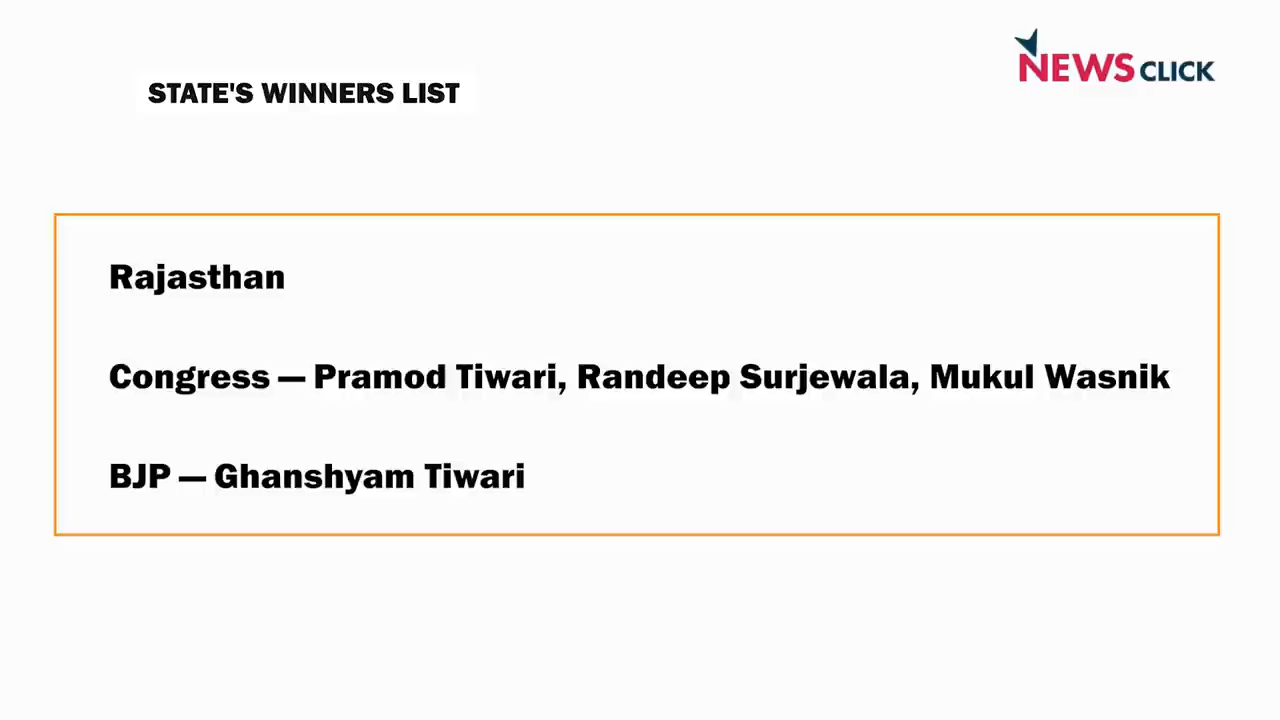 NEWS CLICK
STATE'S WINNERS LIST
Rajasthan
Congress — Pramod Tiwari, Randeep Surjewala, Mukul Wasnik
BJP — Ghanshyam Tiwari